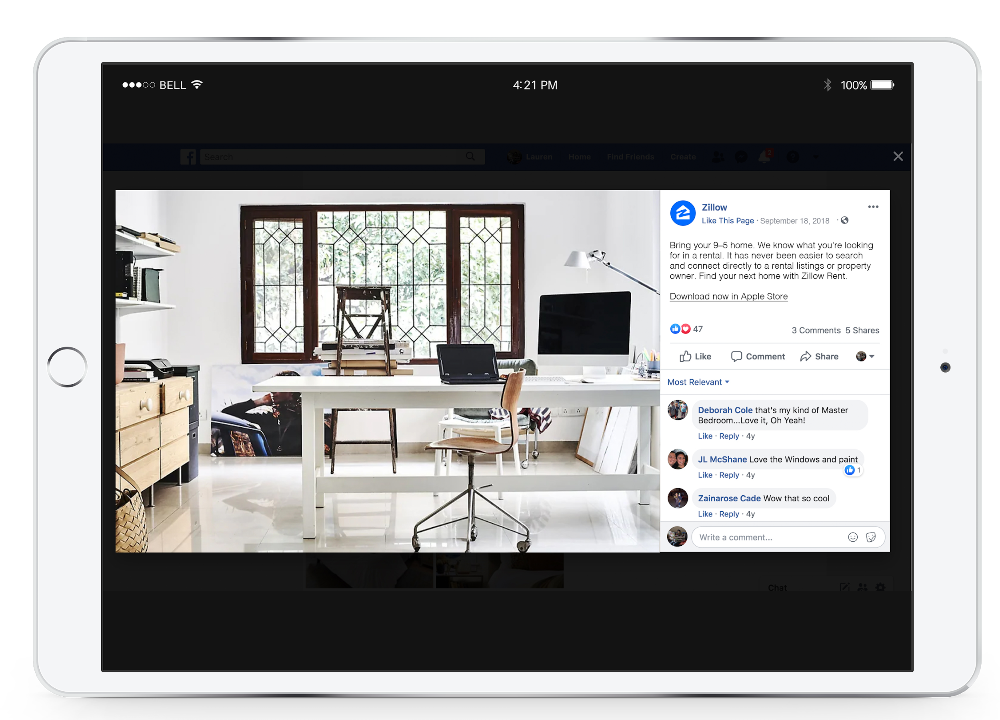 BELL 4:21 PM 100%
Search Lauren Home Find Friends Create 2
Zillow
Like This Page · September 18, 2018 ·
Bring your 9–5 home. We know what you're looking
for in a rental. It has never been easier to search
and connect directly to a rental listings or property
owner. Find your next home with Zillow Rent.
Download now in Apple Store
47 3 Comments 5 Shares
Like Comment Share
Most Relevant
Deborah Cole that's my kind of Master
Bedroom...Love it, Oh Yeah!
Like · Reply · 4y
JL McShane Love the Windows and paint
1
Like · Reply · 4y
Zainarose Cade Wow that so cool
Like · Reply · 4y
Write a comment...
Chat